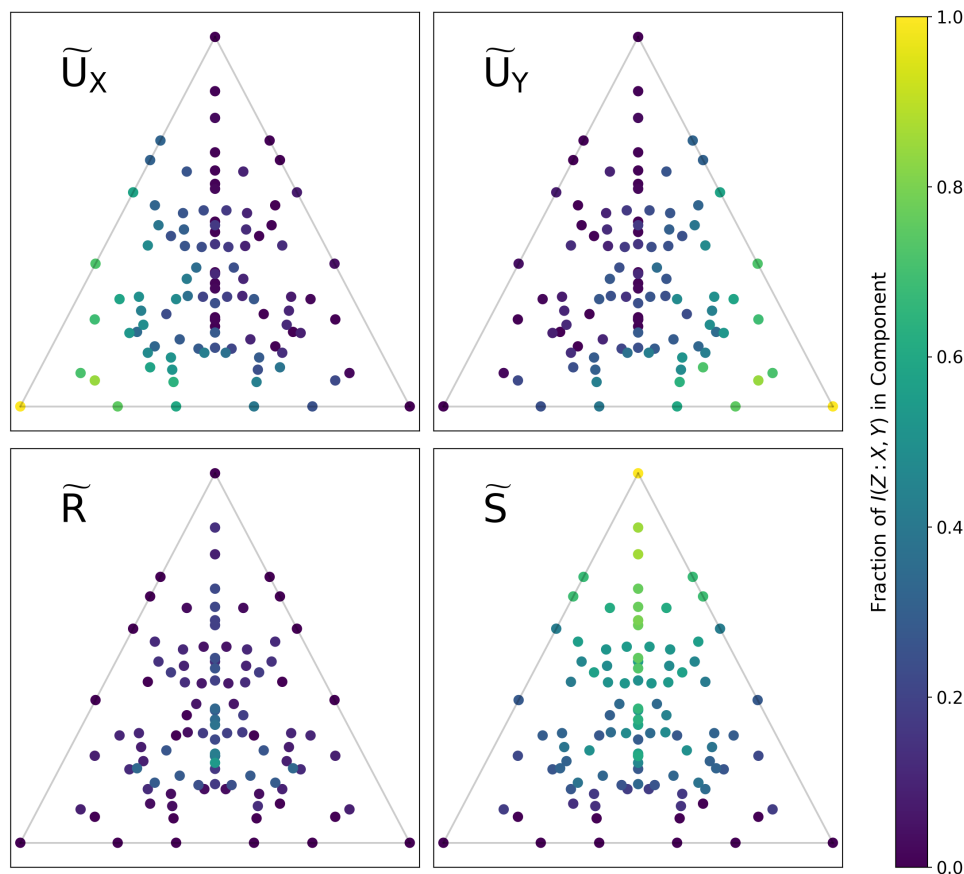 Ũ_X
Ũ_Y
R̃
S̃
1.0
0.8
0.6
0.4
0.2
0.0
Fraction of I(Z : X, Y) in Component